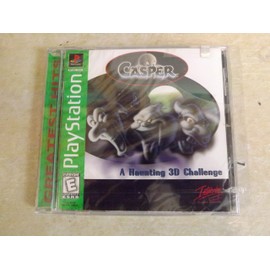 GREATEST HITS
PlayStation
CASPER
A Haunting 3D Challenge
E